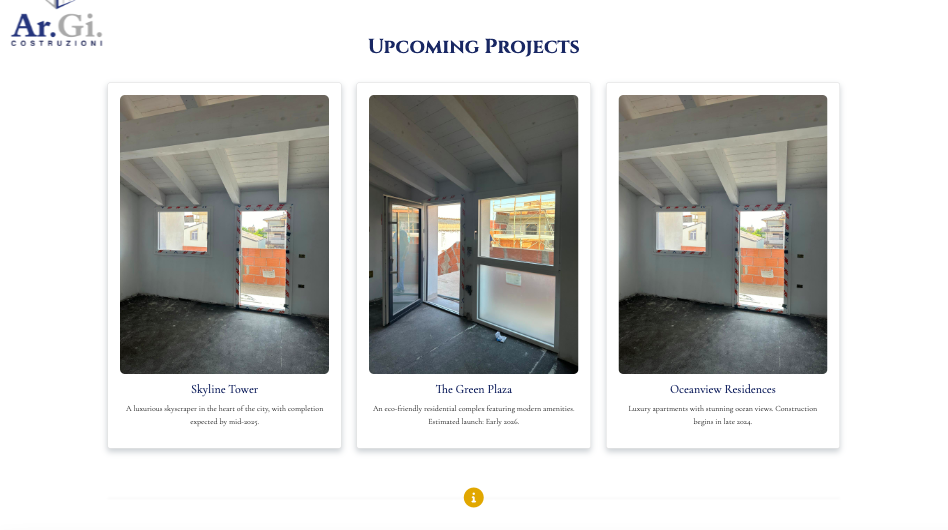 Ar.Gi.
COSTRUZIONI
Upcoming Projects
Skyline Tower
A luxurious skyscraper in the heart of the city, with completion
expected by mid-2025.
The Green Plaza
An eco-friendly residential complex featuring modern amenities.
Estimated launch: Early 2026.
Oceanview Residences
Luxury apartments with stunning ocean views. Construction
begins in late 2024.